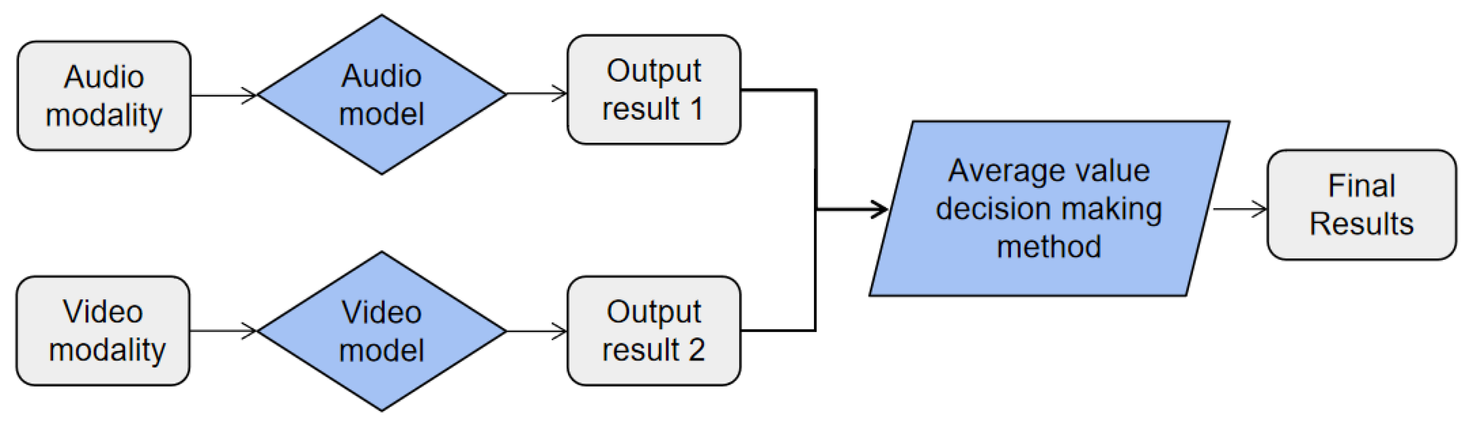 Audio
modality
Audio
model
Output
result 1
Video
modality
Video
model
Output
result 2
Average value
decision making
method
Final
Results